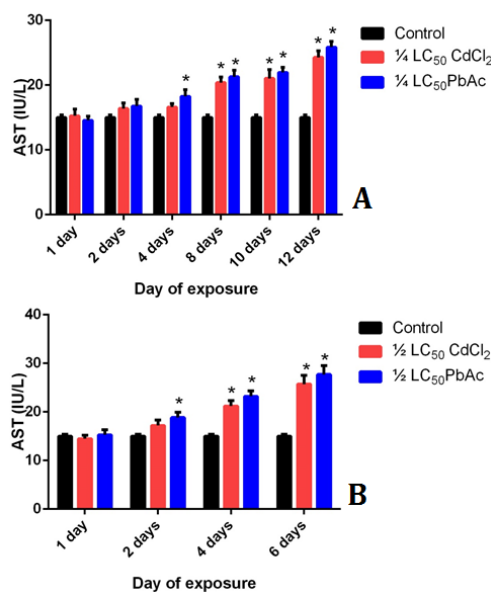 Control
¼ LC₅₀ CdCl₂
¼ LC₅₀PbAc
AST (IU/L)
30
20
10
0
* * * * * * *
1 day
2 days
4 days
8 days
10 days
12 days
Day of exposure
A
Control
½ LC₅₀ CdCl₂
½ LC₅₀PbAc
AST (IU/L)
40
30
20
10
0
* * * * *
1 day
2 days
4 days
6 days
Day of exposure
B